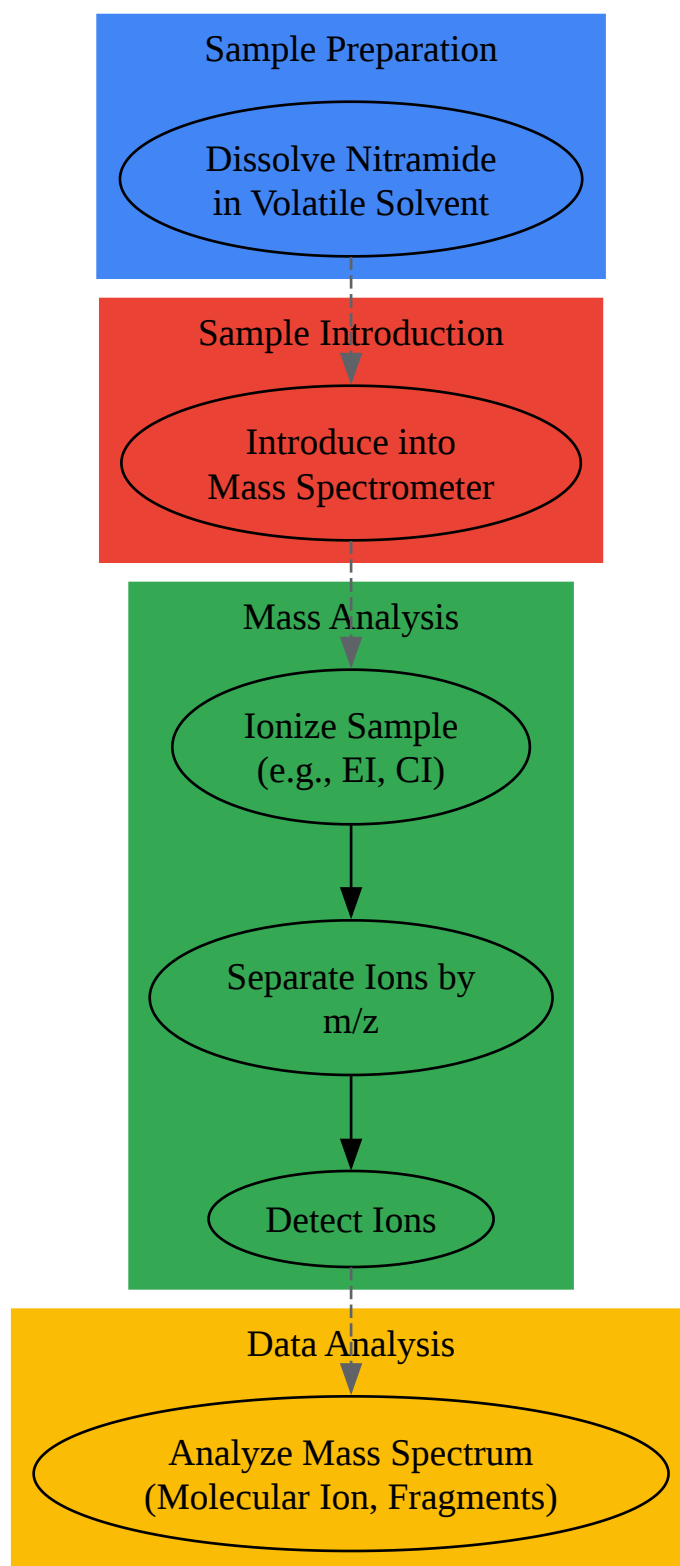 Sample Preparation
Dissolve Nitramide
in Volatile Solvent
Sample Introduction
Introduce into
Mass Spectrometer
Mass Analysis
Ionize Sample
(e.g., EI, CI)
Separate Ions by
m/z
Detect Ions
Data Analysis
Analyze Mass Spectrum
(Molecular Ion, Fragments)